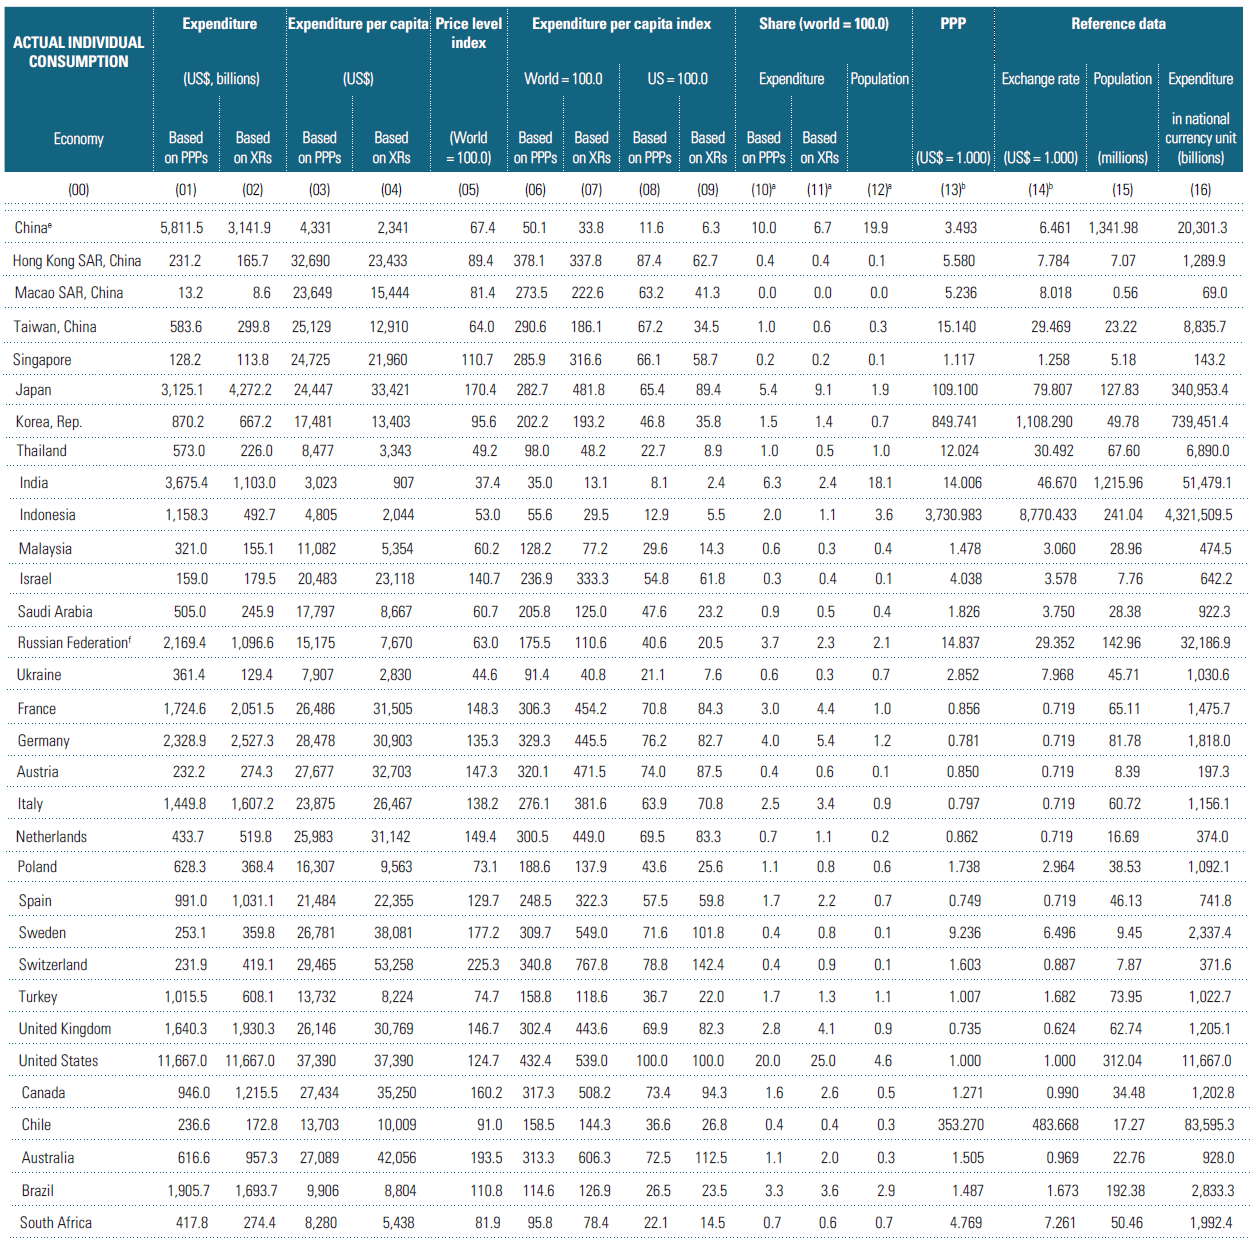 ACTUAL INDIVIDUAL CONSUMPTION Expenditure Expenditure per capita Price level index Expenditure per capita index Share (world = 100.0) PPP Reference data
(US$, billions) (US$) World = 100.0 US = 100.0 Expenditure Population Exchange rate Population Expenditure
Economy Based on PPPs Based on XRs Based on PPPs Based on XRs (World = 100.0) Based on PPPs Based on XRs Based on PPPs Based on XRs Based on PPPs Based on XRs (US$ = 1.000) (US$ = 1.000) (millions) in national currency unit (billions)
(00) (01) (02) (03) (04) (05) (06) (07) (08) (09) (10)ª (11)ª (12)ª (13)ᵇ (14)ᵇ (15) (16)
Chinaᵉ 5,811.5 3,141.9 4,331 2,341 67.4 50.1 33.8 11.6 6.3 10.0 6.7 19.9 3.493 6.461 1,341.98 20,301.3
Hong Kong SAR, China 231.2 165.7 32,690 23,433 89.4 378.1 337.8 87.4 62.7 0.4 0.4 0.1 5.580 7.784 7.07 1,289.9
Macao SAR, China 13.2 8.6 23,649 15,444 81.4 273.5 222.6 63.2 41.3 0.0 0.0 0.0 5.236 8.018 0.56 69.0
Taiwan, China 583.6 299.8 25,129 12,910 64.0 290.6 186.1 67.2 34.5 1.0 0.6 0.3 15.140 29.469 23.22 8,835.7
Singapore 128.2 113.8 24,725 21,960 110.7 285.9 316.6 66.1 58.7 0.2 0.2 0.1 1.117 1.258 5.18 143.2
Japan 3,125.1 4,272.2 24,447 33,421 170.4 282.7 481.8 65.4 89.4 5.4 9.1 1.9 109.100 79.807 127.83 340,953.4
Korea, Rep. 870.2 667.2 17,481 13,403 95.6 202.2 193.2 46.8 35.8 1.5 1.4 0.7 849.741 1,108.290 49.78 739,451.4
Thailand 573.0 226.0 8,477 3,343 49.2 98.0 48.2 22.7 8.9 1.0 0.5 1.0 12.024 30.492 67.60 6,890.0
India 3,675.4 1,103.0 3,023 907 37.4 35.0 13.1 8.1 2.4 6.3 2.4 18.1 14.006 46.670 1,215.96 51,479.1
Indonesia 1,158.3 492.7 4,805 2,044 53.0 55.6 29.5 12.9 5.5 2.0 1.1 3.6 3,730.983 8,770.433 241.04 4,321,509.5
Malaysia 321.0 155.1 11,082 5,354 60.2 128.2 77.2 29.6 14.3 0.6 0.3 0.4 1.478 3.060 28.96 474.5
Israel 159.0 179.5 20,483 23,118 140.7 236.9 333.3 54.8 61.8 0.3 0.4 0.1 4.038 3.578 7.76 642.2
Saudi Arabia 505.0 245.9 17,797 8,667 60.7 205.8 125.0 47.6 23.2 0.9 0.5 0.4 1.826 3.750 28.38 922.3
Russian Federationᶠ 2,169.4 1,096.6 15,175 7,670 63.0 175.5 110.6 40.6 20.5 3.7 2.3 2.1 14.837 29.352 142.96 32,186.9
Ukraine 361.4 129.4 7,907 2,830 44.6 91.4 40.8 21.1 7.6 0.6 0.3 0.7 2.852 7.968 45.71 1,030.6
France 1,724.6 2,051.5 26,486 31,505 148.3 306.3 454.2 70.8 84.3 3.0 4.4 1.0 0.856 0.719 65.11 1,475.7
Germany 2,328.9 2,527.3 28,478 30,903 135.3 329.3 445.5 76.2 82.7 4.0 5.4 1.2 0.781 0.719 81.78 1,818.0
Austria 232.2 274.3 27,677 32,703 147.3 320.1 471.5 74.0 87.5 0.4 0.6 0.1 0.850 0.719 8.39 197.3
Italy 1,449.8 1,607.2 23,875 26,467 138.2 276.1 381.6 63.9 70.8 2.5 3.4 0.9 0.797 0.719 60.72 1,156.1
Netherlands 433.7 519.8 25,983 31,142 149.4 300.5 449.0 69.5 83.3 0.7 1.1 0.2 0.862 0.719 16.69 374.0
Poland 628.3 368.4 16,307 9,563 73.1 188.6 137.9 43.6 25.6 1.1 0.8 0.6 1.738 2.964 38.53 1,092.1
Spain 991.0 1,031.1 21,484 22,355 129.7 248.5 322.3 57.5 59.8 1.7 2.2 0.7 0.749 0.719 46.13 741.8
Sweden 253.1 359.8 26,781 38,081 177.2 309.7 549.0 71.6 101.8 0.4 0.8 0.1 9.236 6.496 9.45 2,337.4
Switzerland 231.9 419.1 29,465 53,258 225.3 340.8 767.8 78.8 142.4 0.4 0.9 0.1 1.603 0.887 7.87 371.6
Turkey 1,015.5 608.1 13,732 8,224 74.7 158.8 118.6 36.7 22.0 1.7 1.3 1.1 1.007 1.682 73.95 1,022.7
United Kingdom 1,640.3 1,930.3 26,146 30,769 146.7 302.4 443.6 69.9 82.3 2.8 4.1 0.9 0.735 0.624 62.74 1,205.1
United States 11,667.0 11,667.0 37,390 37,390 124.7 432.4 539.0 100.0 100.0 20.0 25.0 4.6 1.000 1.000 312.04 11,667.0
Canada 946.0 1,215.5 27,434 35,250 160.2 317.3 508.2 73.4 94.3 1.6 2.6 0.5 1.271 0.990 34.48 1,202.8
Chile 236.6 172.8 13,703 10,009 91.0 158.5 144.3 36.6 26.8 0.4 0.4 0.3 353.270 483.668 17.27 83,595.3
Australia 616.6 957.3 27,089 42,056 193.5 313.3 606.3 72.5 112.5 1.1 2.0 0.3 1.505 0.969 22.76 928.0
Brazil 1,905.7 1,693.7 9,906 8,804 110.8 114.6 126.9 26.5 23.5 3.3 3.6 2.9 1.487 1.673 192.38 2,833.3
South Africa 417.8 274.4 8,280 5,438 81.9 95.8 78.4 22.1 14.5 0.7 0.6 0.7 4.769 7.261 50.46 1,992.4